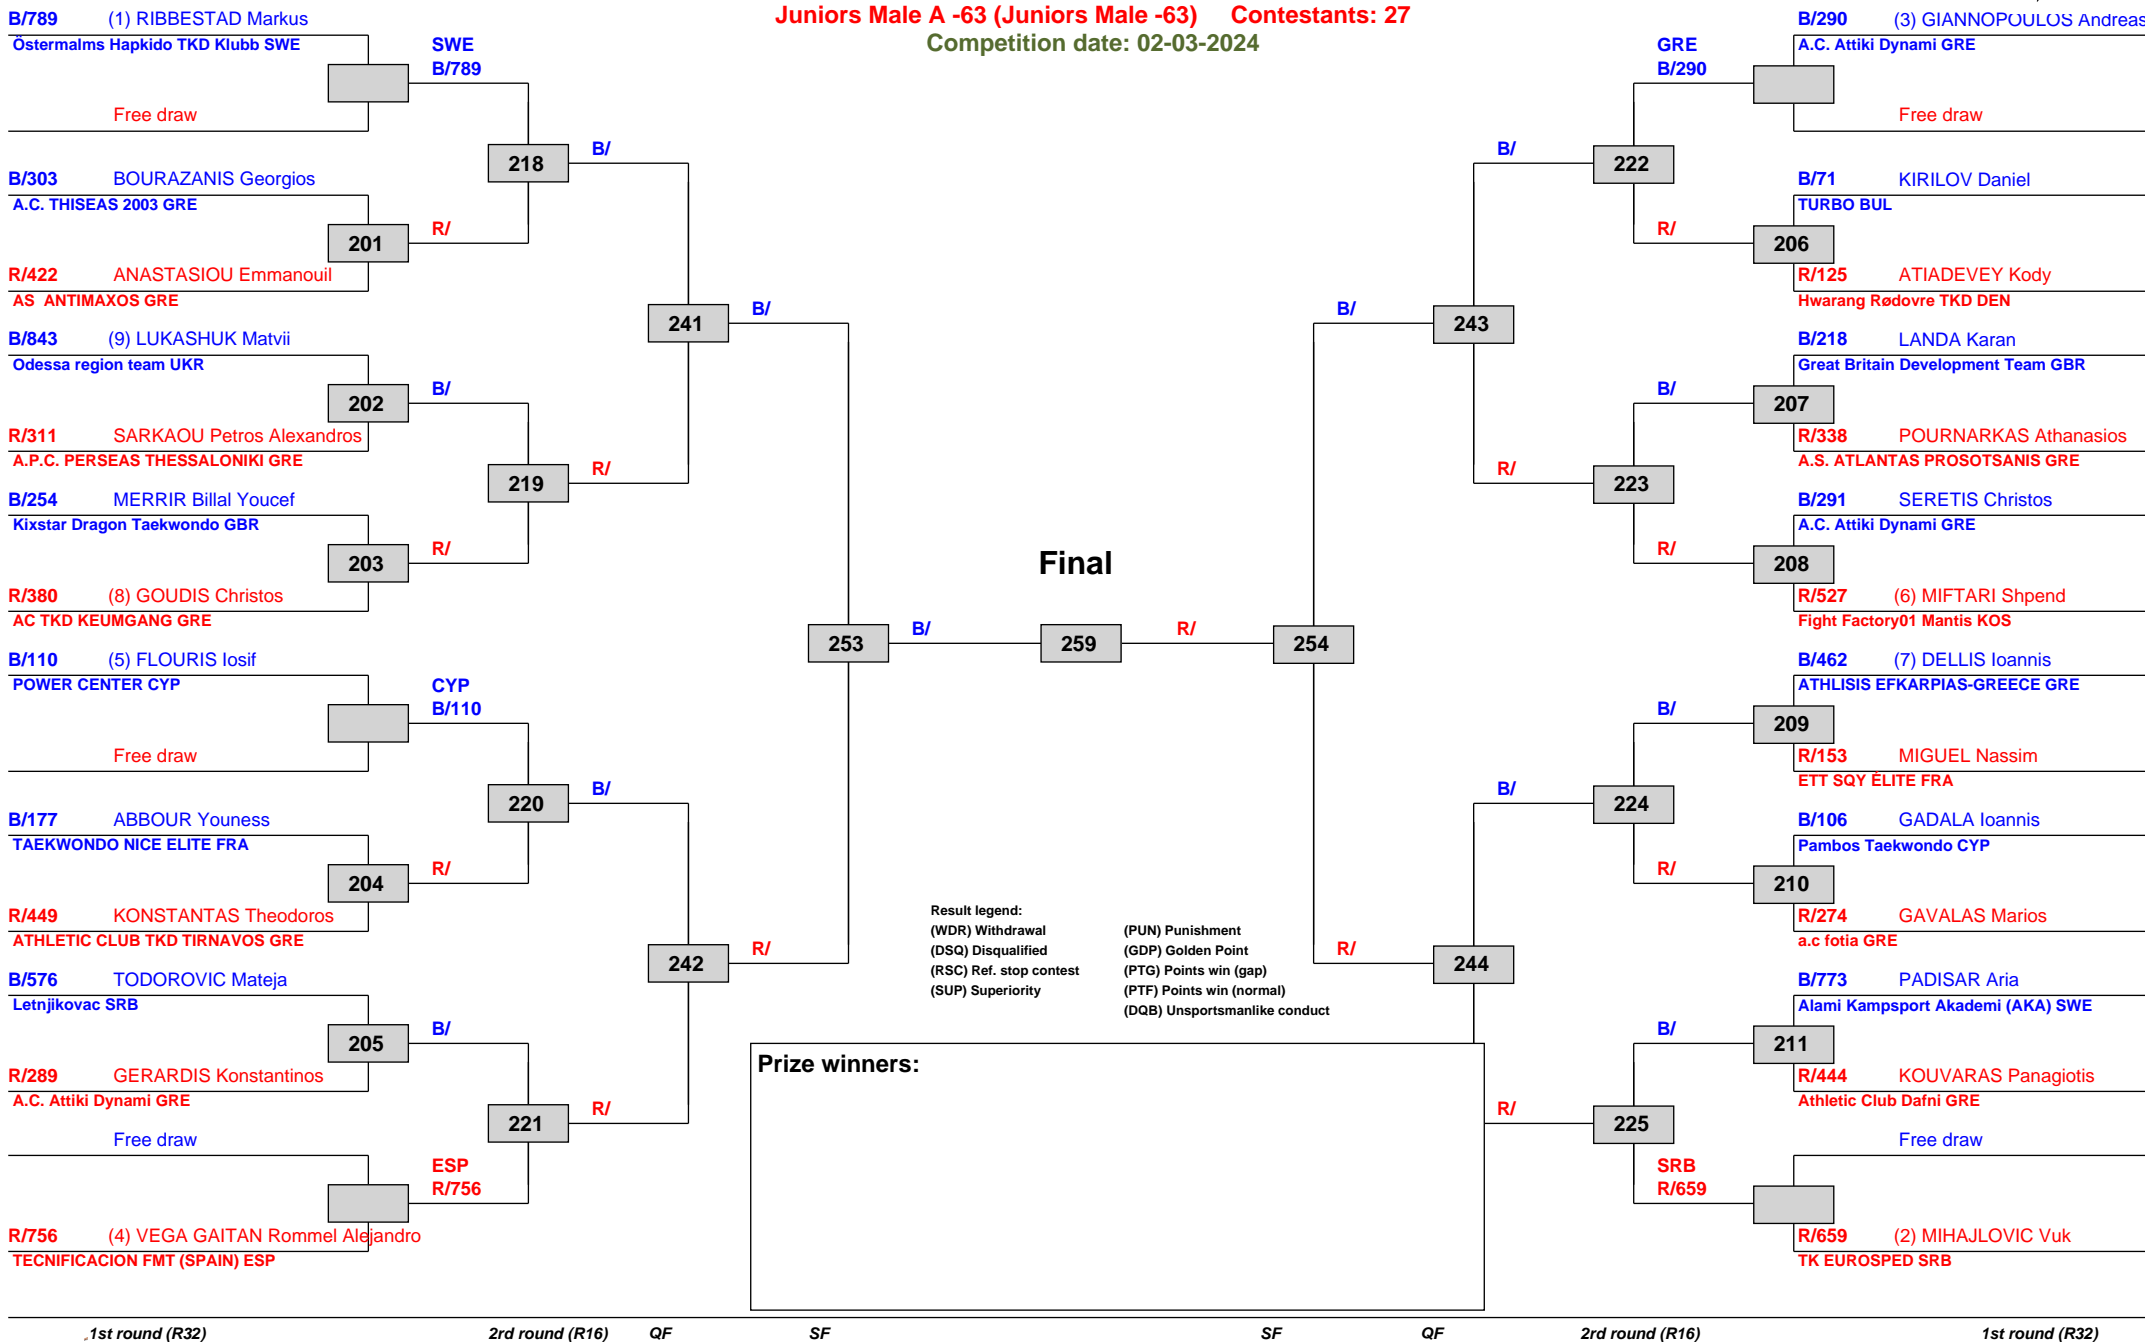 Juniors Male A -63 (Juniors Male -63) Contestants: 27
Competition date: 02-03-2024
B/789 (1) RIBBESTAD Markus
Östermalms Hapkido TKD Klubb SWE
Free draw
SWE
B/789
B/303 BOURAZANIS Georgios
A.C. THISEAS 2003 GRE
201
R/422 ANASTASIOU Emmanouil
AS ANTIMAXOS GRE
R/
218
B/
B/843 (9) LUKASHUK Matvii
Odessa region team UKR
202
R/311 SARKAOU Petros Alexandros
A.P.C. PERSEAS THESSALONIKI GRE
B/
B/254 MERRIR Billal Youcef
Kixstar Dragon Taekwondo GBR
203
R/380 (8) GOUDIS Christos
AC TKD KEUMGANG GRE
R/
219
R/
241
B/
B/110 (5) FLOURIS Iosif
POWER CENTER CYP
Free draw
CYP
B/110
B/177 ABBOUR Youness
TAEKWONDO NICE ELITE FRA
204
R/449 KONSTANTAS Theodoros
ATHLETIC CLUB TKD TIRNAVOS GRE
R/
220
B/
B/576 TODOROVIC Mateja
Letnjikovac SRB
205
R/289 GERARDIS Konstantinos
A.C. Attiki Dynami GRE
B/
Free draw
R/756 (4) VEGA GAITAN Rommel Alejandro
TECNIFICACION FMT (SPAIN) ESP
ESP
R/756
221
R/
242
R/
253
B/
Final
259
R/
254
B/
R/
B/290 (3) GIANNOPOULOS Andreas
A.C. Attiki Dynami GRE
Free draw
GRE
B/290
B/71 KIRILOV Daniel
TURBO BUL
206
R/125 ATIADEVEY Kody
Hwarang Rødovre TKD DEN
R/
222
B/
B/218 LANDA Karan
Great Britain Development Team GBR
207
R/338 POURNARKAS Athanasios
A.S. ATLANTAS PROSOTSANIS GRE
B/
B/291 SERETIS Christos
A.C. Attiki Dynami GRE
208
R/527 (6) MIFTARI Shpend
Fight Factory01 Mantis KOS
R/
223
R/
243
B/462 (7) DELLIS Ioannis
ATHLISIS EFKARPIAS-GREECE GRE
209
R/153 MIGUEL Nassim
ETT SQY ÉLITE FRA
B/
B/106 GADALA Ioannis
Pambos Taekwondo CYP
210
R/274 GAVALAS Marios
a.c fotia GRE
R/
224
B/
B/773 PADISAR Aria
Alami Kampsport Akademi (AKA) SWE
211
R/444 KOUVARAS Panagiotis
Athletic Club Dafni GRE
B/
Free draw
R/659 (2) MIHAJLOVIC Vuk
TK EUROSPED SRB
SRB
R/659
225
R/
244
Result legend:
(WDR) Withdrawal (PUN) Punishment
(DSQ) Disqualified (GDP) Golden Point
(RSC) Ref. stop contest (PTG) Points win (gap)
(SUP) Superiority (PTF) Points win (normal)
(DQB) Unsportsmanlike conduct
Prize winners:
1st round (R32) 2rd round (R16) QF SF SF QF 2rd round (R16) 1st round (R32)